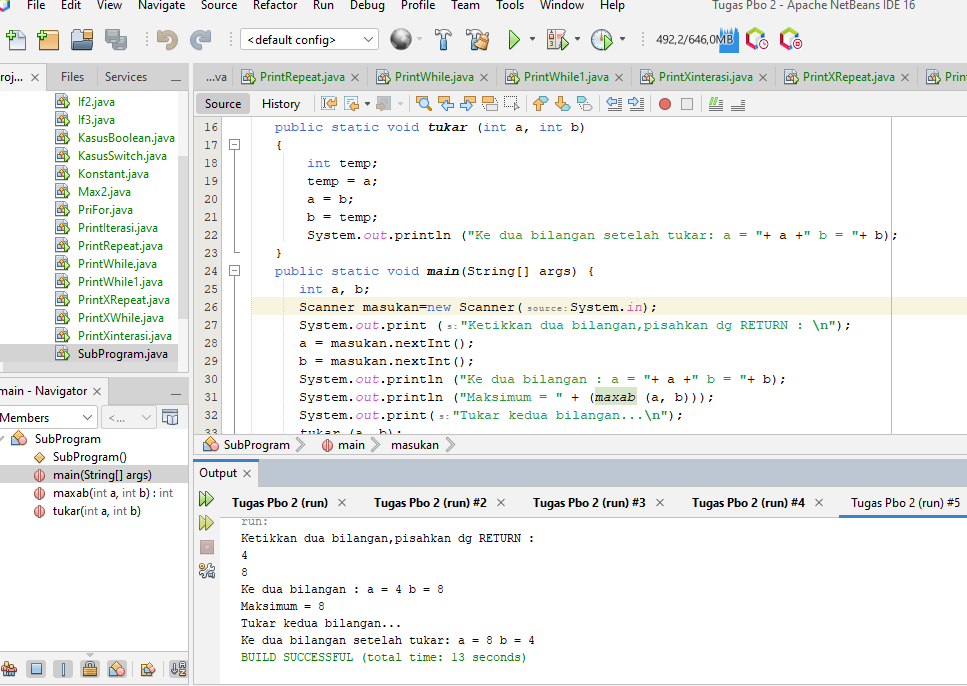 File Edit View Navigate Source Refactor Run Debug Profile Team Tools Window Help Tugas Pbo 2 - Apache NetBeans IDE 16
<default config> 492,2/646,0MB
roj... Files Services ...va PrintRepeat.java PrintWhile.java PrintWhile1.java PrintXinterasi.java PrintXRepeat.java Prin
Source History
If2.java
If3.java
KasusBoolean.java
KasusSwitch.java
Konstant.java
Max2.java
PriFor.java
PrintIterasi.java
PrintRepeat.java
PrintWhile.java
PrintWhile1.java
PrintXRepeat.java
PrintXWhile.java
PrintXinterasi.java
SubProgram.java
16 public static void tukar (int a, int b)
17 {
18 int temp;
19 temp = a;
20 a = b;
21 b = temp;
22 System.out.println ("Ke dua bilangan setelah tukar: a = "+ a +" b = "+ b);
23 }
24 public static void main(String[] args) {
25 int a, b;
26 Scanner masukan=new Scanner( source: System.in);
27 System.out.print ( s: "Ketikkan dua bilangan,pisahkan dg RETURN : \n");
28 a = masukan.nextInt();
29 b = masukan.nextInt();
30 System.out.println ("Ke dua bilangan : a = "+ a +" b = "+ b);
31 System.out.println ("Maksimum = " + (maxab (a, b)));
32 System.out.print( s: "Tukar kedua bilangan...\n");
33 tukar (a, b);
SubProgram main masukan
main - Navigator
Members <...
SubProgram
SubProgram()
main(String[] args)
maxab(int a, int b) : int
tukar(int a, int b)
Output
Tugas Pbo 2 (run) Tugas Pbo 2 (run) #2 Tugas Pbo 2 (run) #3 Tugas Pbo 2 (run) #4 Tugas Pbo 2 (run) #5
run:
Ketikkan dua bilangan,pisahkan dg RETURN :
4
8
Ke dua bilangan : a = 4 b = 8
Maksimum = 8
Tukar kedua bilangan...
Ke dua bilangan setelah tukar: a = 8 b = 4
BUILD SUCCESSFUL (total time: 13 seconds)